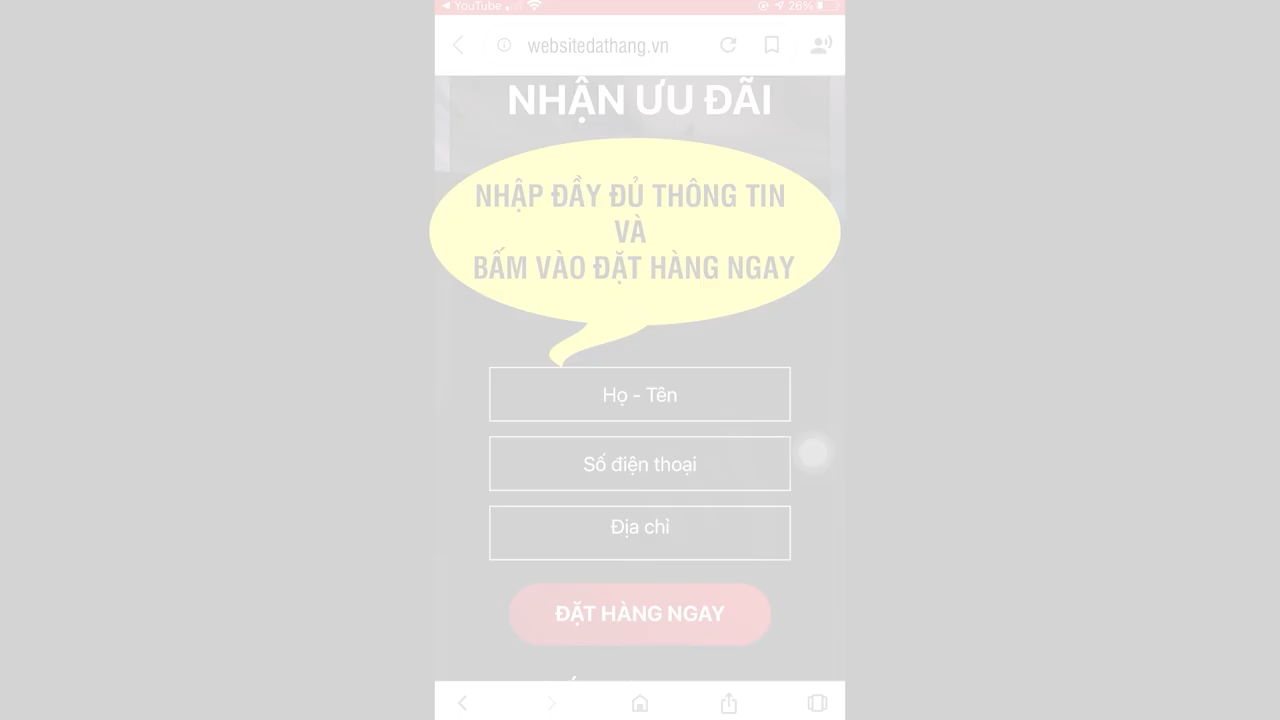 YouTube 26%
websitedathang.vn
NHẬN ƯU ĐÃI
NHẬP ĐẦY ĐỦ THÔNG TIN
VÀ
BẤM VÀO ĐẶT HÀNG NGAY
Họ - Tên
Số điện thoại
Địa chỉ
ĐẶT HÀNG NGAY